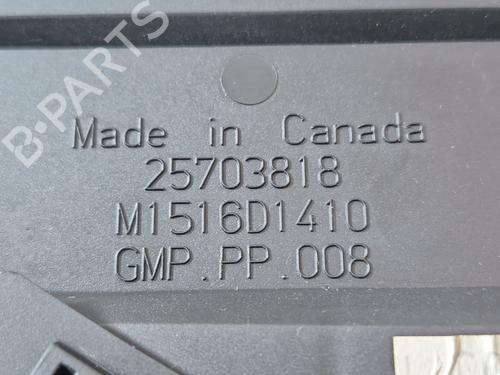 B-PARTS
Made in Canada
25703818
M1516D1410
GMP.PP.008